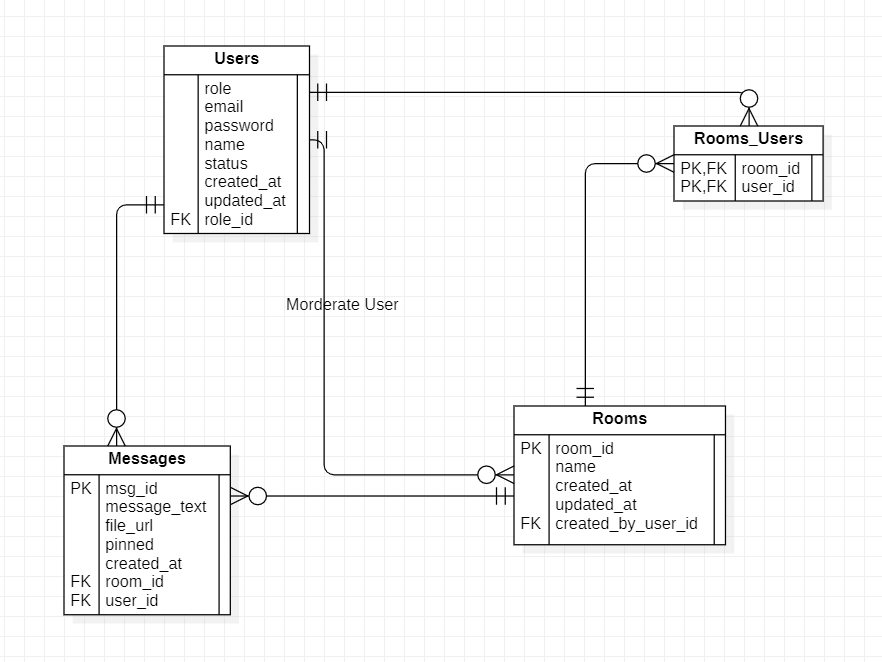 Users
role
email
password
name
status
created_at
updated_at
FK role_id
Rooms_Users
PK,FK room_id
PK,FK user_id
Morderate User
Rooms
PK room_id
name
created_at
updated_at
FK created_by_user_id
Messages
PK msg_id
message_text
file_url
pinned
created_at
FK room_id
FK user_id